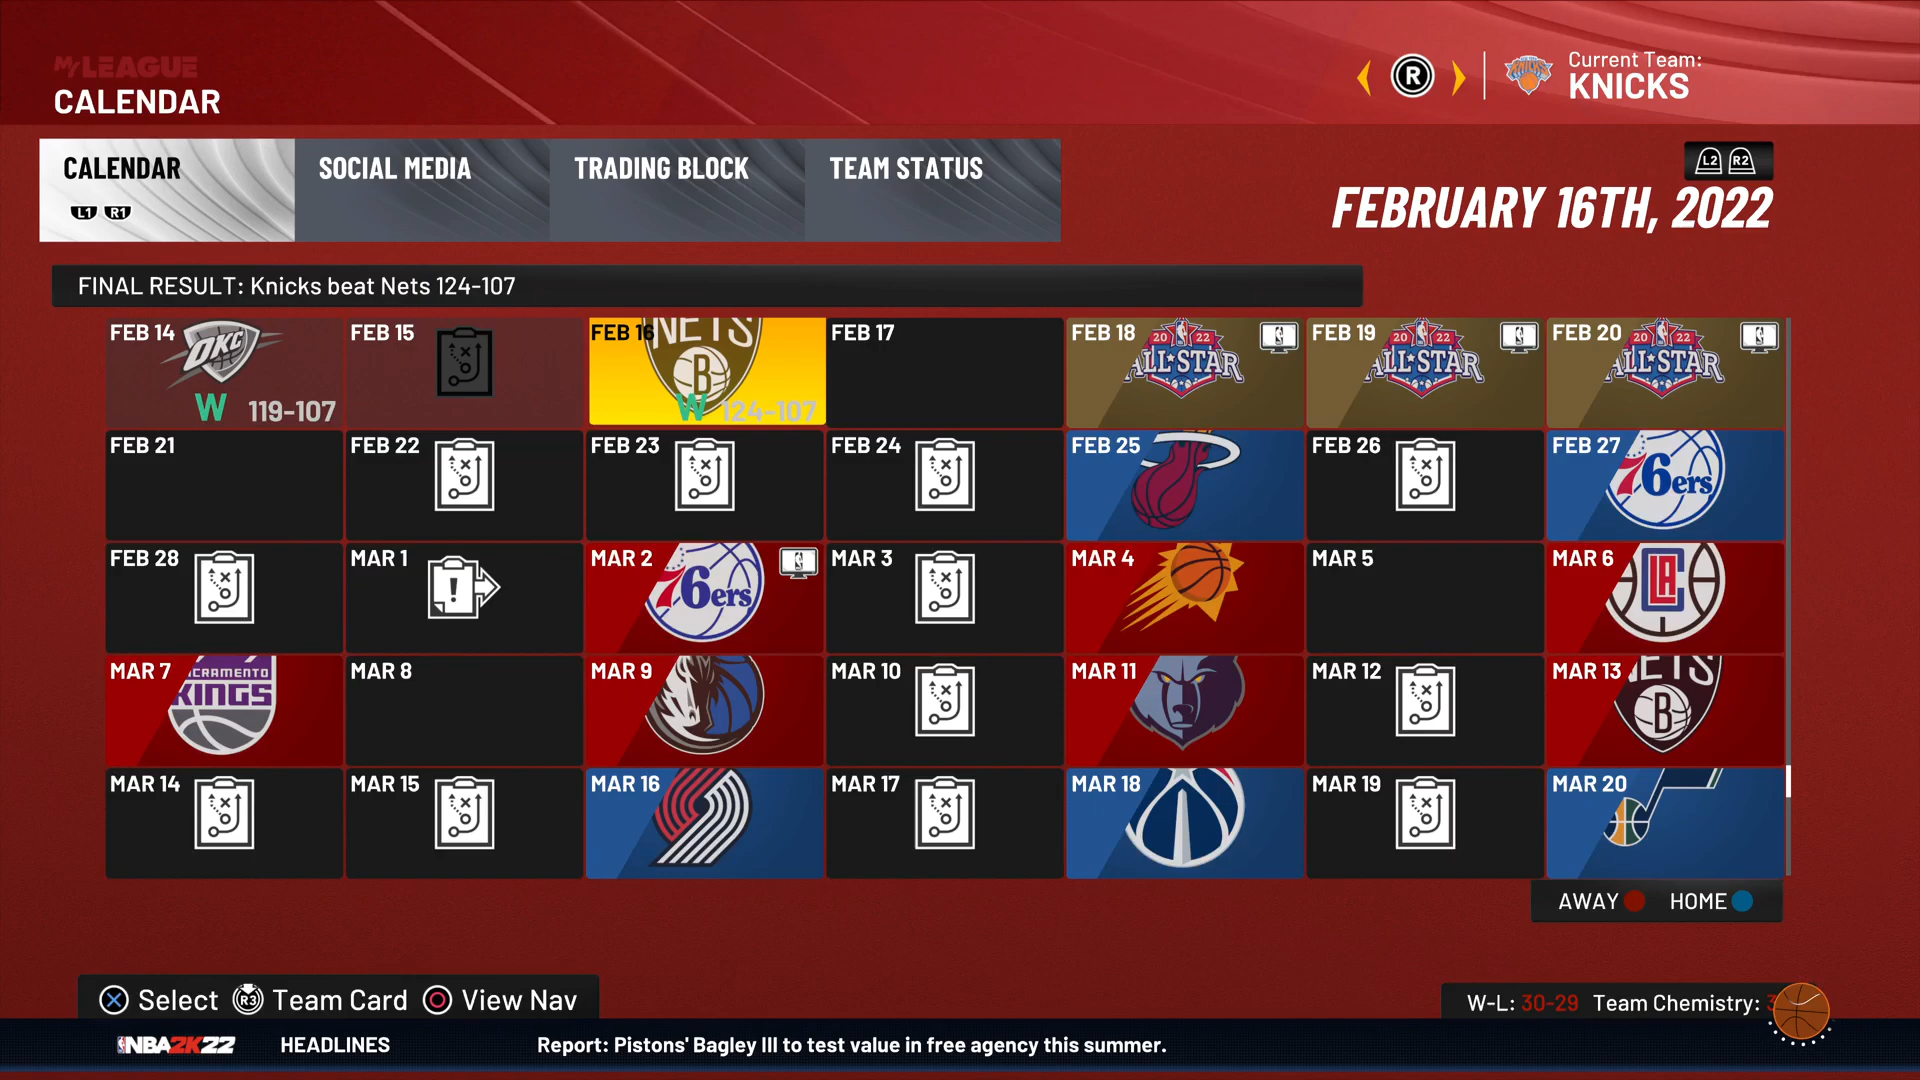 MyLEAGUE
CALENDAR
R
Current Team:
KNICKS
CALENDAR
L1 R1
SOCIAL MEDIA
TRADING BLOCK
TEAM STATUS
L2 R2
FEBRUARY 16TH, 2022
FINAL RESULT: Knicks beat Nets 124-107
FEB 14 OKC W 119-107
FEB 15
FEB 16 NETS B W 124-107
FEB 17
FEB 18 2022 ALL★STAR
FEB 19 2022 ALL★STAR
FEB 20 2022 ALL★STAR
FEB 21
FEB 22
FEB 23
FEB 24
FEB 25
FEB 26
FEB 27 76ers
FEB 28
MAR 1 !
MAR 2 76ers
MAR 3
MAR 4
MAR 5
MAR 6 LAC
MAR 7 SACRAMENTO KINGS
MAR 8
MAR 9
MAR 10
MAR 11
MAR 12
MAR 13 NETS B
MAR 14
MAR 15
MAR 16
MAR 17
MAR 18
MAR 19
MAR 20
AWAY HOME
Select R3 Team Card View Nav
W-L: 30-29 Team Chemistry:
NBA2K22 HEADLINES Report: Pistons' Bagley III to test value in free agency this summer.